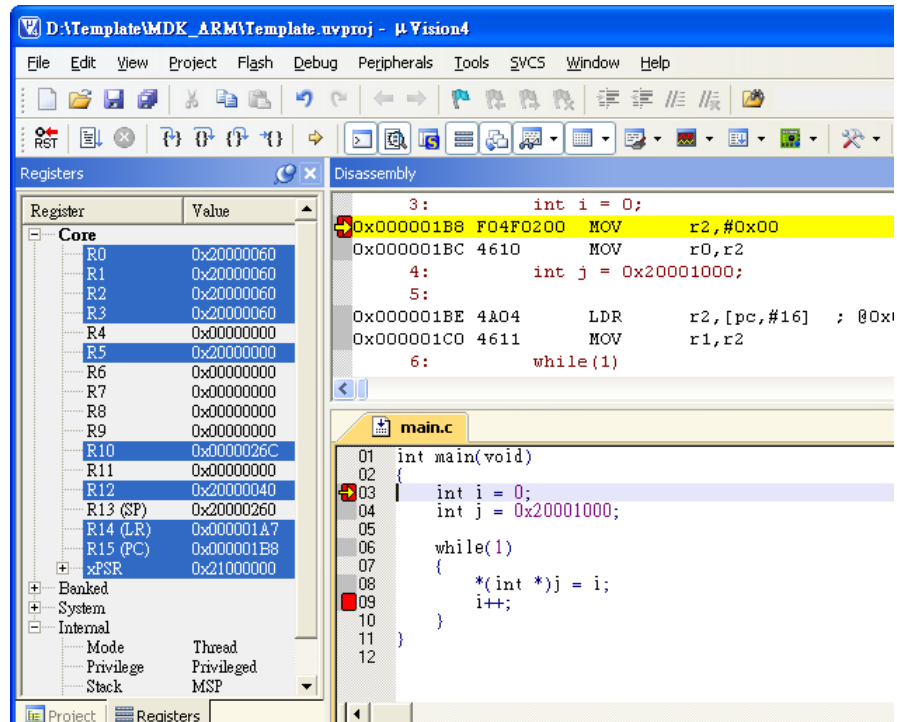 D:\Template\MDK_ARM\Template.uvproj - µVision4
File Edit View Project Flash Debug Peripherals Tools SVCS Window Help
RST
Registers
Register Value
Core
R0 0x20000060
R1 0x20000060
R2 0x20000060
R3 0x20000060
R4 0x00000000
R5 0x20000000
R6 0x00000000
R7 0x00000000
R8 0x00000000
R9 0x00000000
R10 0x0000026C
R11 0x00000000
R12 0x20000040
R13 (SP) 0x20000260
R14 (LR) 0x000001A7
R15 (PC) 0x000001B8
xPSR 0x21000000
Banked
System
Internal
Mode Thread
Privilege Privileged
Stack MSP
Project Registers
Disassembly
3: int i = 0;
0x000001B8 F04F0200 MOV r2,#0x00
0x000001BC 4610 MOV r0,r2
4: int j = 0x20001000;
5:
0x000001BE 4A04 LDR r2,[pc,#16] ; @0x
0x000001C0 4611 MOV r1,r2
6: while(1)
main.c
01 int main(void)
02 {
03 int i = 0;
04 int j = 0x20001000;
05
06 while(1)
07 {
08 *(int *)j = i;
09 i++;
10 }
11 }
12